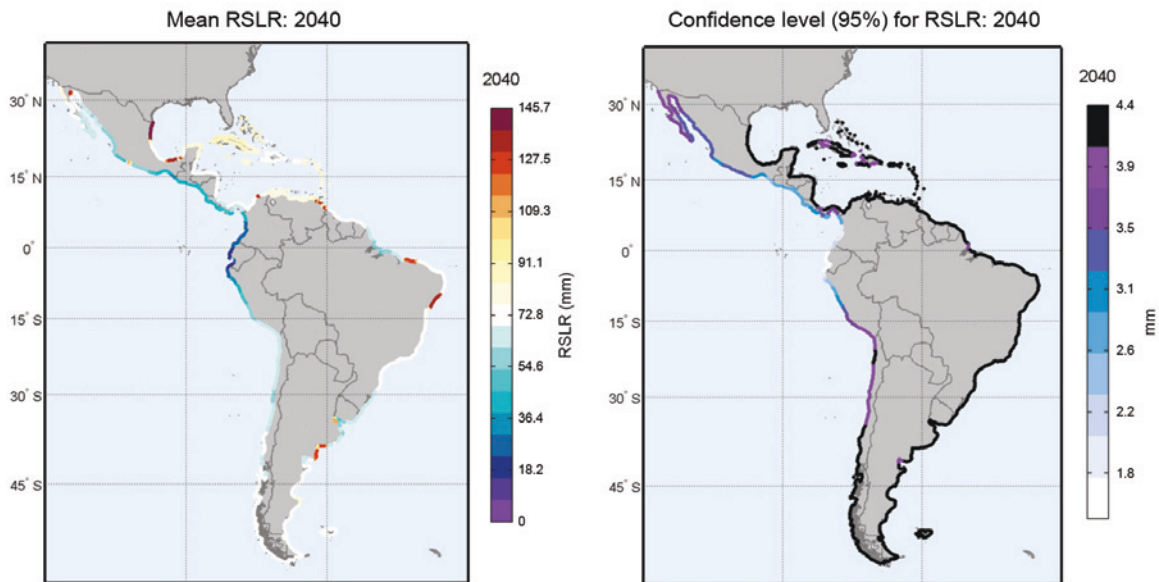 Mean RSLR: 2040
2040
30° N
15° N
0°
15° S
30° S
45° S
145.7
127.5
109.3
91.1
72.8
54.6
36.4
18.2
0
RSLR (mm)
Confidence level (95%) for RSLR: 2040
2040
30° N
15° N
0°
15° S
30° S
45° S
4.4
3.9
3.5
3.1
2.6
2.2
1.8
mm